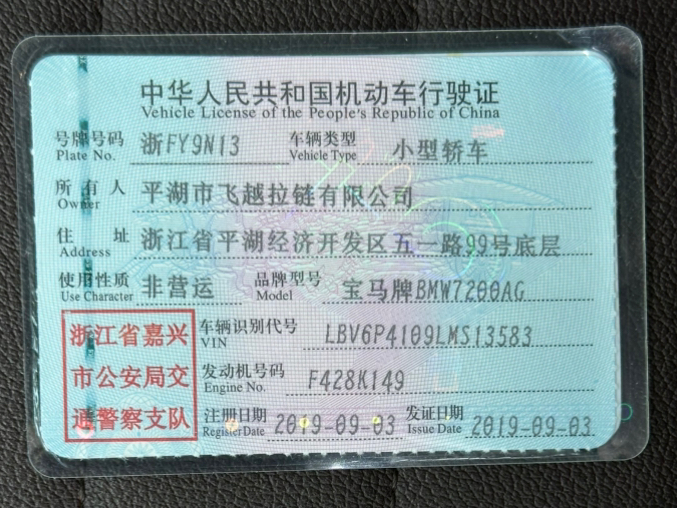 中华人民共和国机动车行驶证
Vehicle License of the People's Republic of China
号牌号码 浙FY9N13 车辆类型 小型轿车
Plate No. Vehicle Type
所有人 平湖市飞越拉链有限公司
Owner
住址 浙江省平湖经济开发区五一路99号底层
Address
使用性质 非营运 品牌型号 宝马牌BMW7200AG
Use Character Model
浙江省嘉兴 车辆识别代号 LBV6P4109LMS13583
VIN
市公安局交 发动机号码 F428K149
Engine No.
通警察支队 注册日期 2019-09-03 发证日期 2019-09-03
Register Date Issue Date